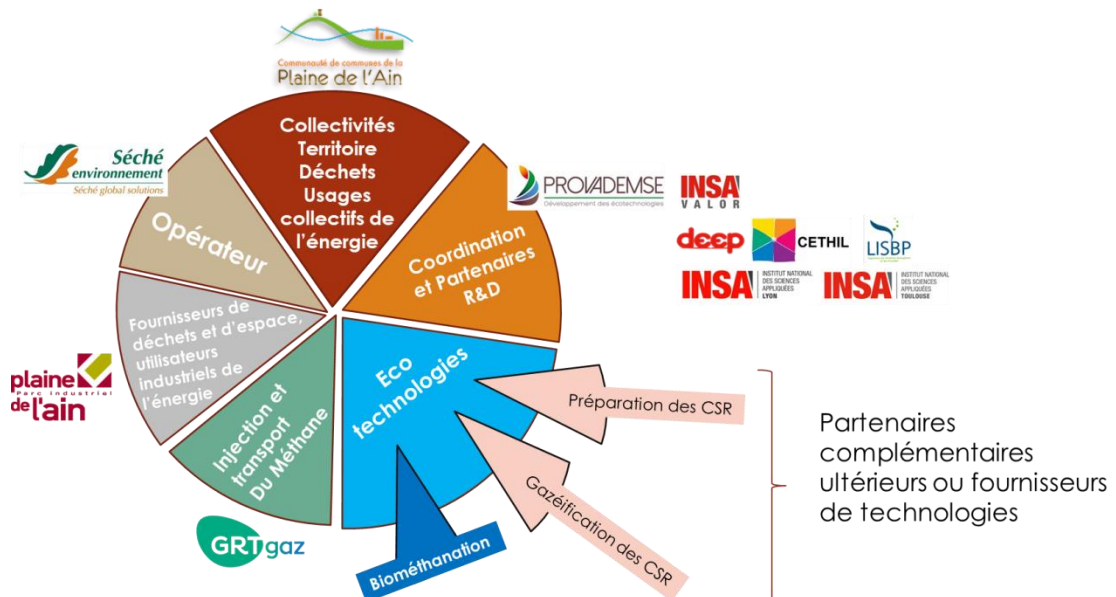 Communauté de communes de la
Plaine de l'Ain
Séché
environnement
Séché global solutions
Collectivités
Territoire
Déchets
Usages
collectifs de
l'énergie
Opérateur
PROVADEMSE
Développement des écotechnologies
INSA
VALOR
deep
CETHIL
LISBP
INSA
INSTITUT NATIONAL
DES SCIENCES
APPLIQUÉES
LYON
INSA
INSTITUT NATIONAL
DES SCIENCES
APPLIQUÉES
TOULOUSE
Coordination
et Partenaires
R&D
Fournisseurs de
déchets et d'espace,
utilisateurs
industriels de
l'énergie
plaine
Parc industriel
de l'ain
Injection et
transport
Du Méthane
GRTgaz
Eco
technologies
Préparation des CSR
Gazéification des CSR
Biométhanation
Partenaires
complémentaires
ultérieurs ou fournisseurs
de technologies